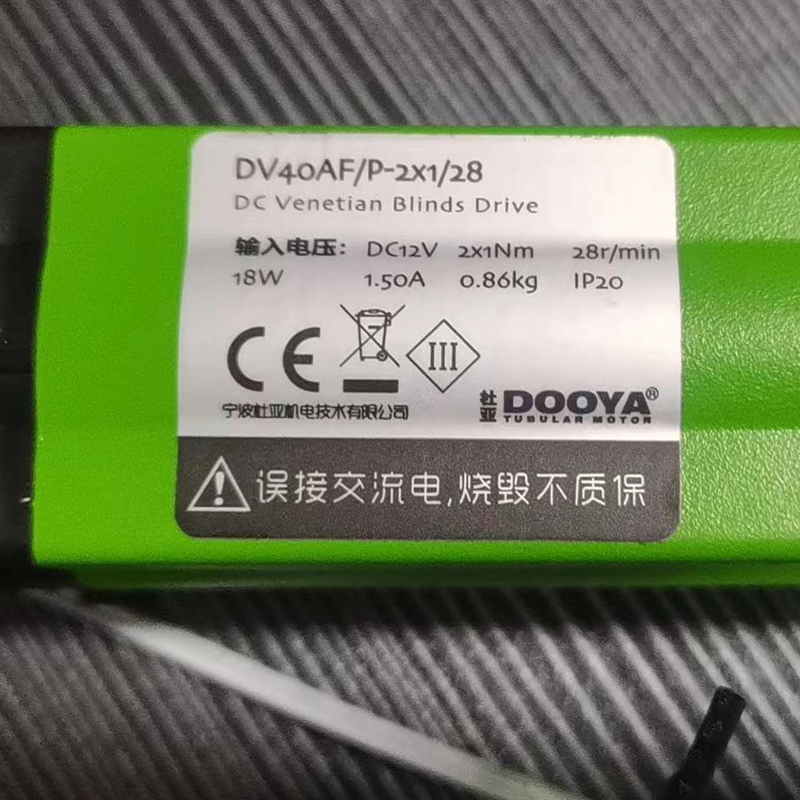 DV40AF/P-2x1/28
DC Venetian Blinds Drive
输入电压： DC12V 2x1Nm 28r/min
18W 1.50A 0.86kg IP20
CE III
宁波杜亚机电技术有限公司
杜亚 DOOYA®
TUBULAR MOTOR
误接交流电,烧毁不质保